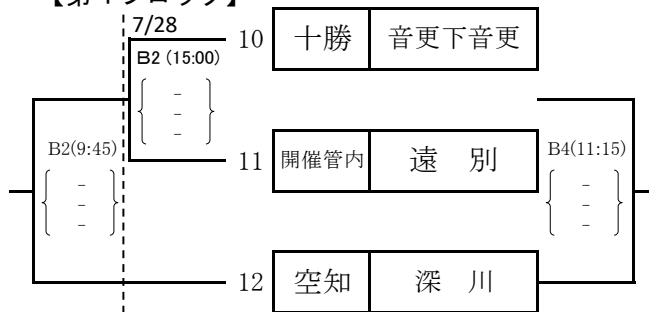 【第4ブロック】
7/28
10 十勝 音更下音更
B2 (15:00)
-
-
-
B2(9:45)
-
-
-
11 開催管内 遠 別
B4(11:15)
-
-
-
12 空知 深 川